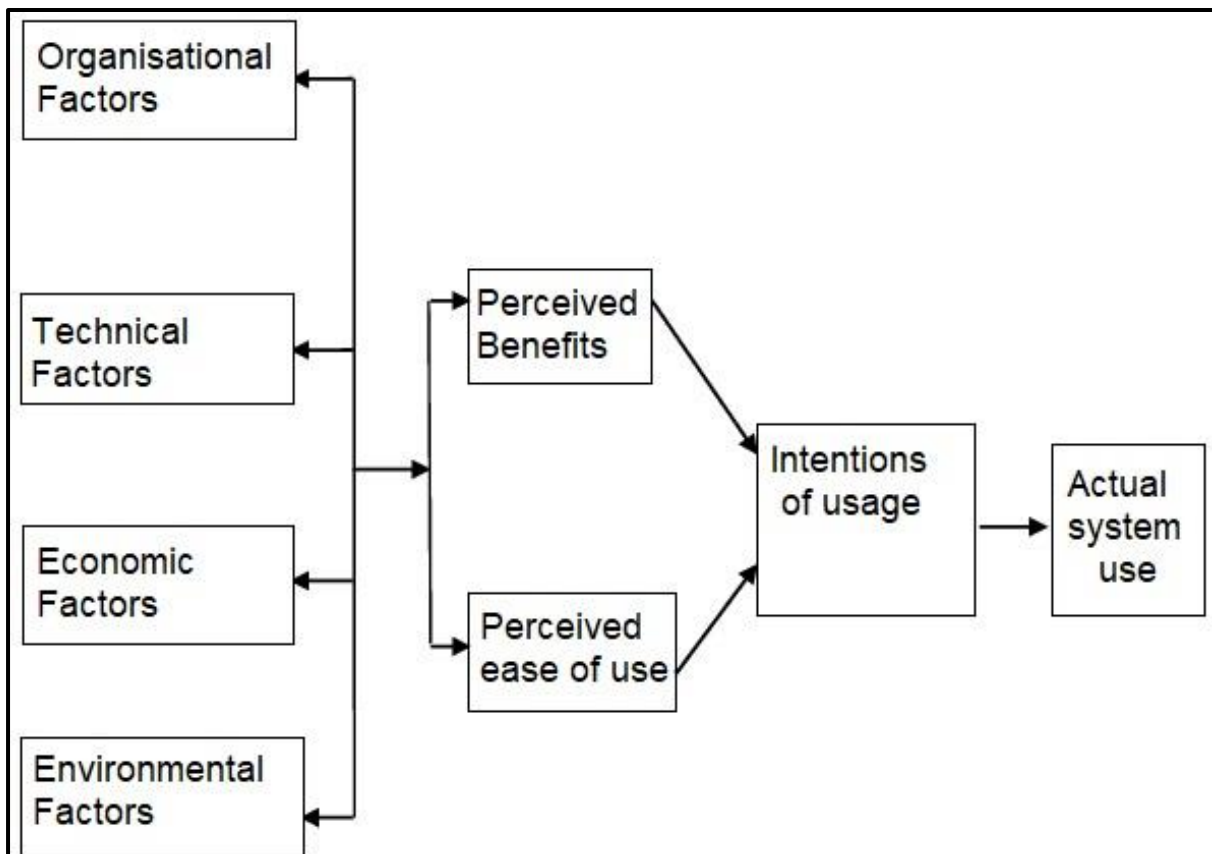 Organisational
Factors
Technical
Factors
Economic
Factors
Environmental
Factors
Perceived
Benefits
Perceived
ease of use
Intentions
of usage
Actual
system
use